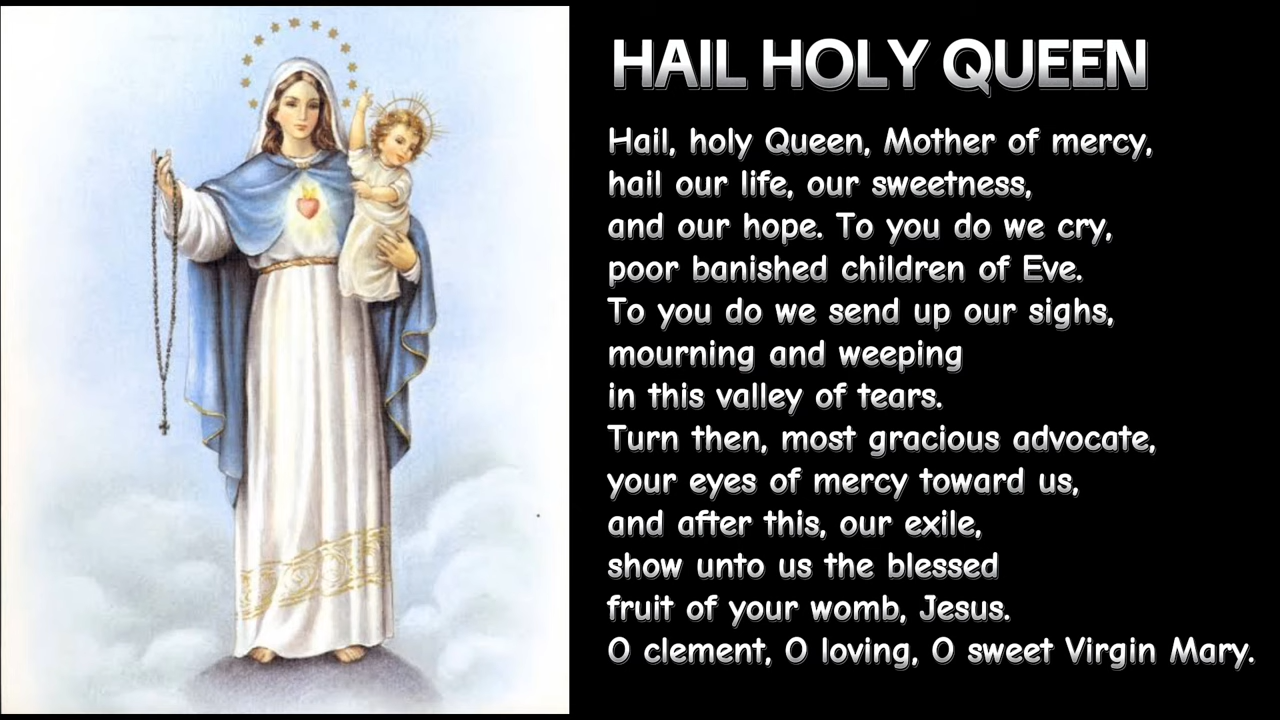 HAIL HOLY QUEEN
Hail, holy Queen, Mother of mercy,
hail our life, our sweetness,
and our hope. To you do we cry,
poor banished children of Eve.
To you do we send up our sighs,
mourning and weeping
in this valley of tears.
Turn then, most gracious advocate,
your eyes of mercy toward us,
and after this, our exile,
show unto us the blessed
fruit of your womb, Jesus.
O clement, O loving, O sweet Virgin Mary.